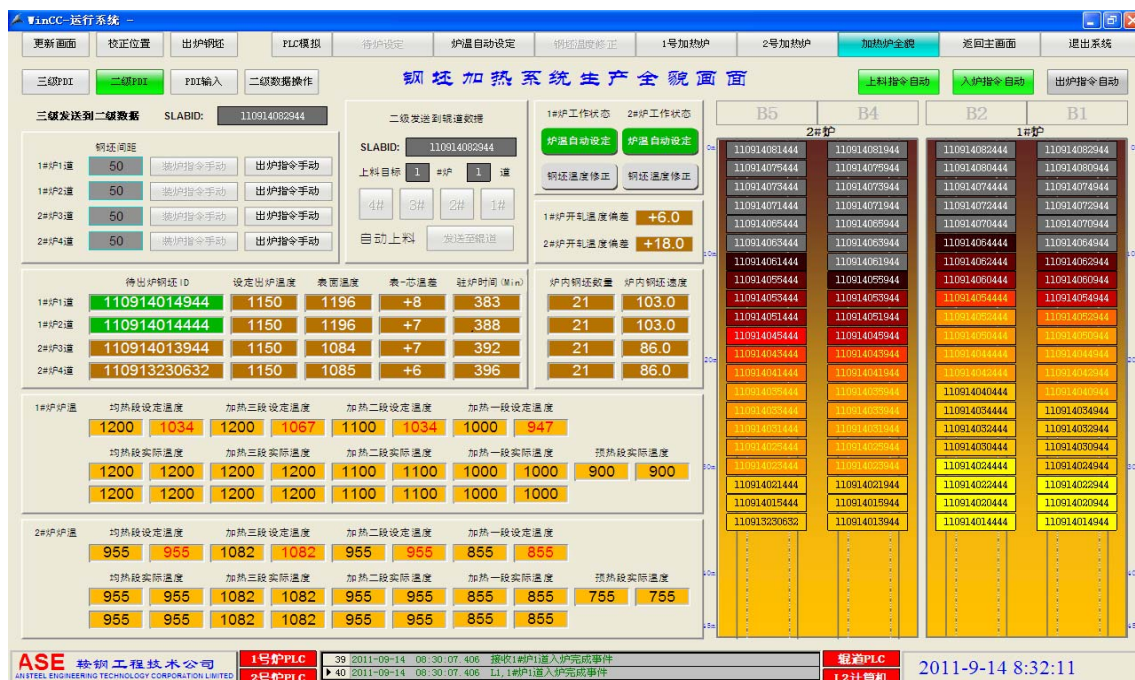 WinCC-运行系统 -
更新画面 校正位置 出炉钢坯 PLC模拟 待炉设定 炉温自动设定 钢坯温度修正 1号加热炉 2号加热炉 加热炉全貌 返回主画面 退出系统
三级PDI 二级PDI PDI输入 二级数据操作 钢坯加热系统生产全貌画面 上料指令自动 入炉指令自动 出炉指令自动
三级发送到二级数据 SLABID: 110914082944
钢坯间距
1#炉1道 50 装炉指令手动 出炉指令手动
1#炉2道 50 装炉指令手动 出炉指令手动
2#炉3道 50 装炉指令手动 出炉指令手动
2#炉4道 50 装炉指令手动 出炉指令手动
二级发送到辊道数据
SLABID: 110914082944
上料目标 1 #炉 1 道
4# 3# 2# 1#
自动上料 发送至辊道
1#炉工作状态 2#炉工作状态
炉温自动设定 炉温自动设定
钢坯温度修正 钢坯温度修正
1#炉开轧温度偏差 +6.0
2#炉开轧温度偏差 +18.0
待出炉钢坯ID 设定出炉温度 表面温度 表-芯温差 驻炉时间(Min) 炉内钢坯数量 炉内钢坯速度
1#炉1道 110914014944 1150 1196 +8 383 21 103.0
1#炉2道 110914014444 1150 1196 +7 388 21 103.0
2#炉3道 110914013944 1150 1084 +7 392 21 86.0
2#炉4道 110913230632 1150 1085 +6 396 21 86.0
1#炉炉温 均热段设定温度 加热三段设定温度 加热二段设定温度 加热一段设定温度
1200 1034 1200 1067 1100 1034 1000 947
均热段实际温度 加热三段实际温度 加热二段实际温度 加热一段实际温度 预热段实际温度
1200 1200 1200 1200 1100 1100 1000 1000 900 900
1200 1200 1200 1200 1100 1100 1000 1000
2#炉炉温 均热段设定温度 加热三段设定温度 加热二段设定温度 加热一段设定温度
955 955 1082 1082 955 955 855 855
均热段实际温度 加热三段实际温度 加热二段实际温度 加热一段实际温度 预热段实际温度
955 955 1082 1082 955 955 855 855 755 755
955 955 1082 1082 955 955 855 855
B5 B4 B2 B1
2#炉 1#炉
0m 110914081444 110914081944 110914082444 110914082944
110914075444 110914075944 110914080444 110914080944
110914073444 110914073944 110914074444 110914074944
110914071444 110914071944 110914072444 110914072944
110914065444 110914065944 110914070444 110914070944
110914063444 110914063944 110914064444 110914064944
10m 110914061444 110914061944 110914062444 110914062944
110914055444 110914055944 110914060444 110914060944
110914053444 110914053944 110914054444 110914054944
110914051444 110914051944 110914052444 110914052944
110914045444 110914045944 110914050444 110914050944
20m 110914043444 110914043944 110914044444 110914044944
110914041444 110914041944 110914042444 110914042944
110914035444 110914035944 110914040444 110914040944
110914033444 110914033944 110914034444 110914034944
110914031444 110914031944 110914032444 110914032944
110914025444 110914025944 110914030444 110914030944
30m 110914023444 110914023944 110914024444 110914024944
110914021444 110914021944 110914022444 110914022944
110914015444 110914015944 110914020444 110914020944
110913230632 110914013944 110914014444 110914014944
40m
45m
ASE 鞍钢工程技术公司
ANSTEEL ENGINEERING TECHNOLOGY CORPORATION LIMITED
1号炉PLC
2号炉PLC
39 2011-09-14 08:30:07.406 接收1#炉1道入炉完成事件
40 2011-09-14 08:30:07.406 L1,1#炉1道入炉完成事件
辊道PLC
L2计算机
2011-9-14 8:32:11